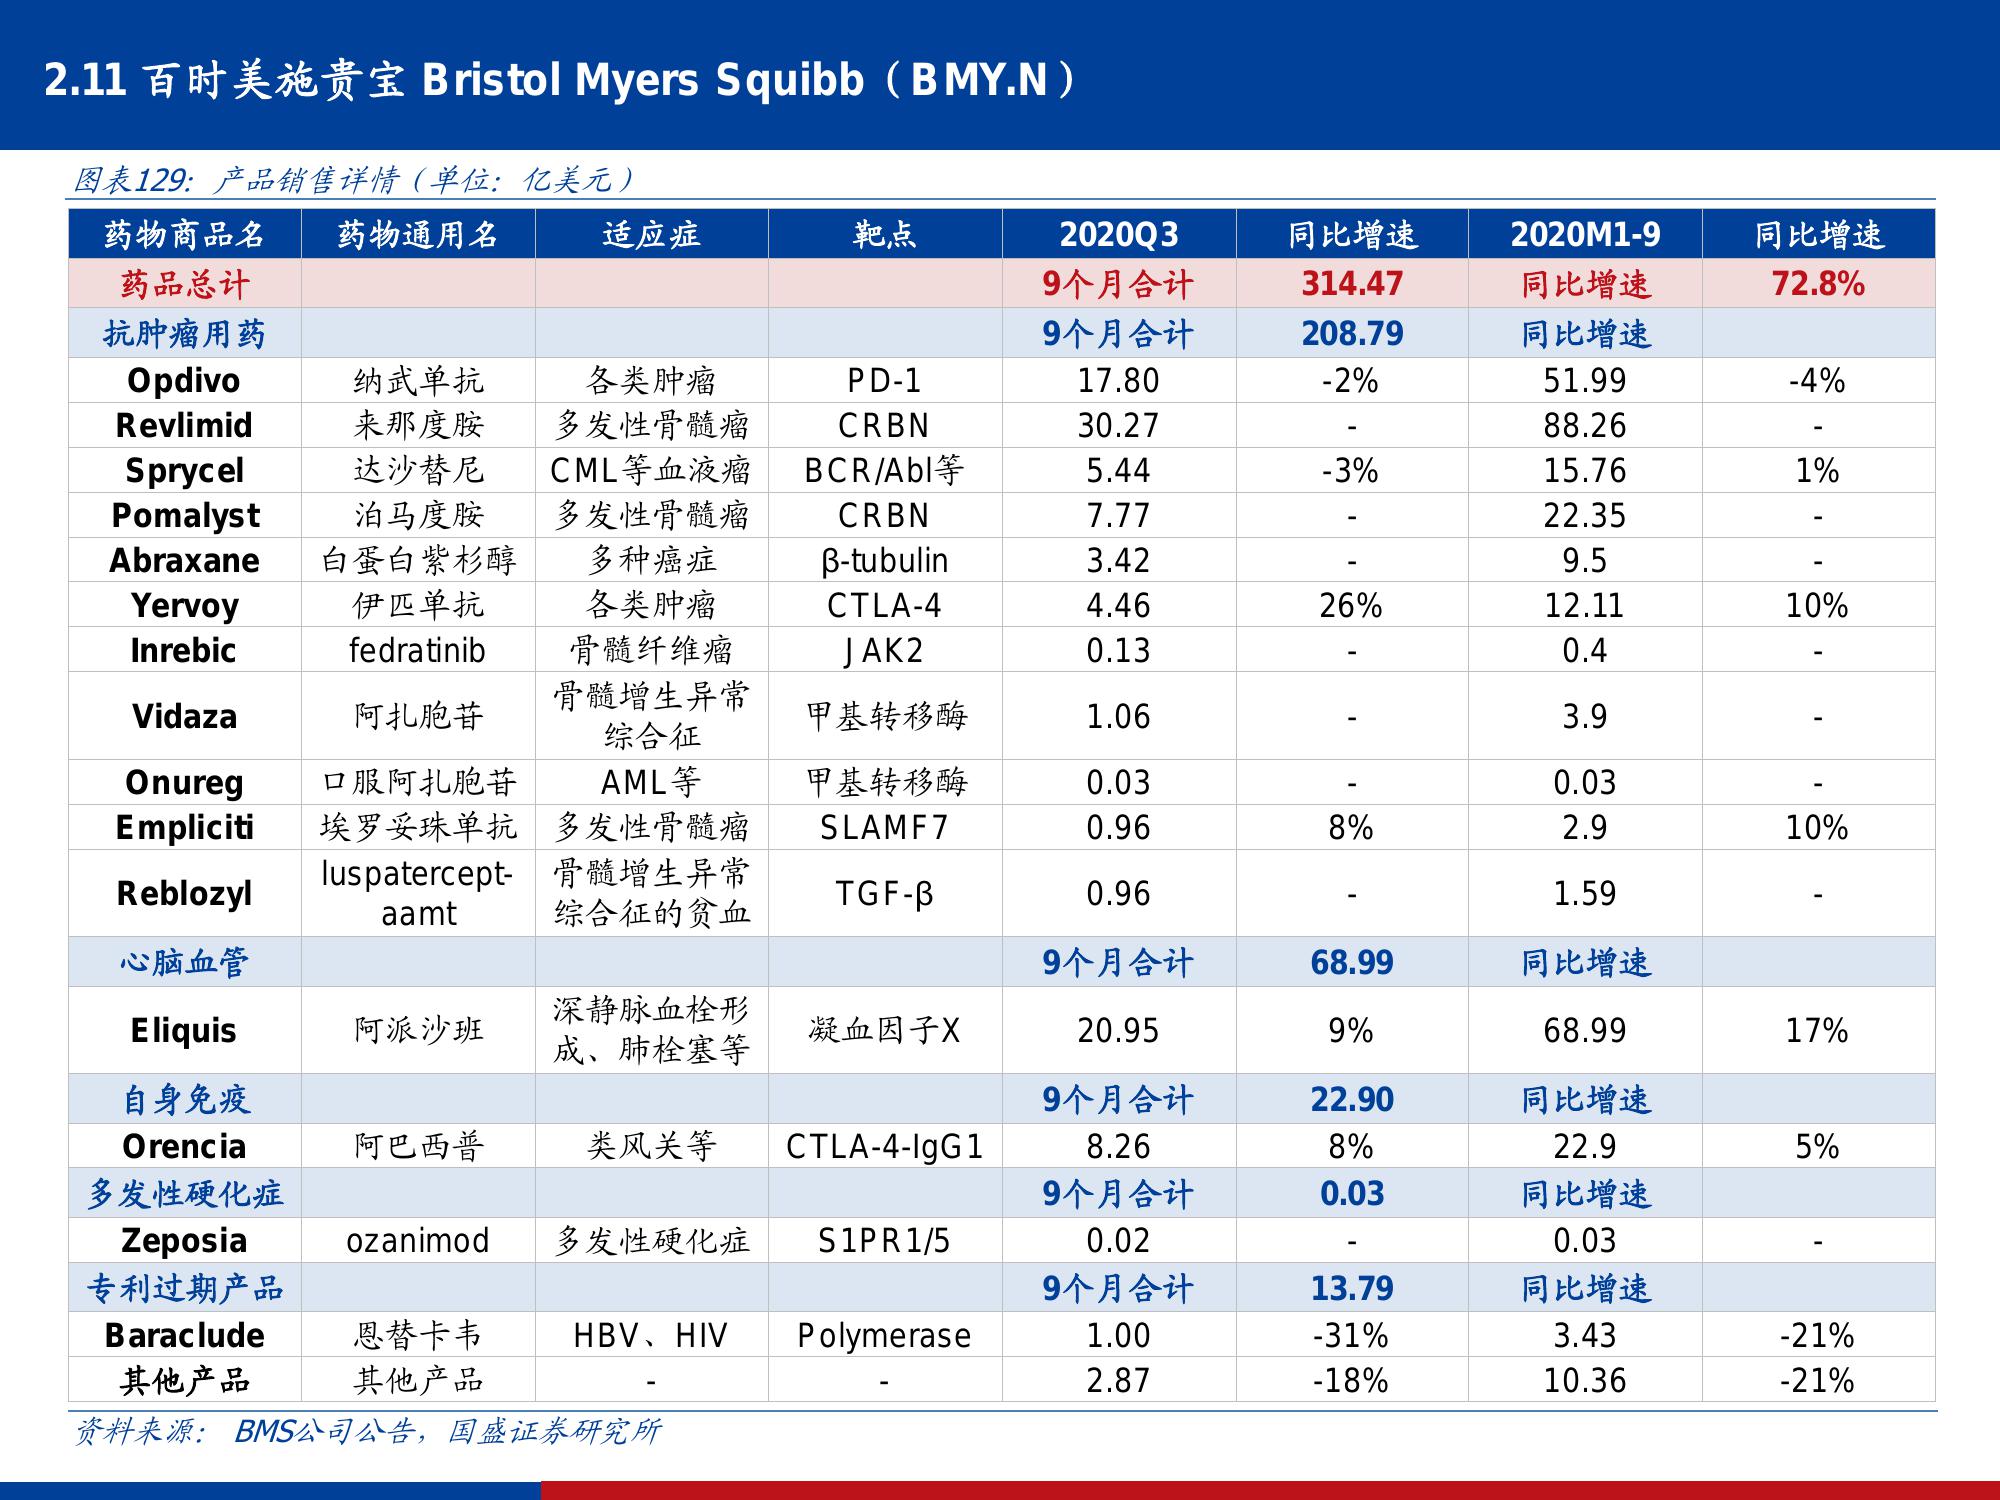 2.11 百时美施贵宝 Bristol Myers Squibb（BMY.N）
图表129: 产品销售详情（单位: 亿美元）
药物商品名 药物通用名 适应症 靶点 2020Q3 同比增速 2020M1-9 同比增速
药品总计 9个月合计 314.47 同比增速 72.8%
抗肿瘤用药 9个月合计 208.79 同比增速
Opdivo 纳武单抗 各类肿瘤 PD-1 17.80 -2% 51.99 -4%
Revlimid 来那度胺 多发性骨髓瘤 CRBN 30.27 - 88.26 -
Sprycel 达沙替尼 CML等血液瘤 BCR/Abl等 5.44 -3% 15.76 1%
Pomalyst 泊马度胺 多发性骨髓瘤 CRBN 7.77 - 22.35 -
Abraxane 白蛋白紫杉醇 多种癌症 β-tubulin 3.42 - 9.5 -
Yervoy 伊匹单抗 各类肿瘤 CTLA-4 4.46 26% 12.11 10%
Inrebic fedratinib 骨髓纤维瘤 JAK2 0.13 - 0.4 -
Vidaza 阿扎胞苷 骨髓增生异常
综合征 甲基转移酶 1.06 - 3.9 -
Onureg 口服阿扎胞苷 AML等 甲基转移酶 0.03 - 0.03 -
Empliciti 埃罗妥珠单抗 多发性骨髓瘤 SLAMF7 0.96 8% 2.9 10%
Reblozyl luspatercept-
aamt 骨髓增生异常
综合征的贫血 TGF-β 0.96 - 1.59 -
心脑血管 9个月合计 68.99 同比增速
Eliquis 阿派沙班 深静脉血栓形
成、肺栓塞等 凝血因子X 20.95 9% 68.99 17%
自身免疫 9个月合计 22.90 同比增速
Orencia 阿巴西普 类风关等 CTLA-4-IgG1 8.26 8% 22.9 5%
多发性硬化症 9个月合计 0.03 同比增速
Zeposia ozanimod 多发性硬化症 S1PR1/5 0.02 - 0.03 -
专利过期产品 9个月合计 13.79 同比增速
Baraclude 恩替卡韦 HBV、HIV Polymerase 1.00 -31% 3.43 -21%
其他产品 其他产品 - - 2.87 -18% 10.36 -21%
资料来源: BMS公司公告，国盛证券研究所